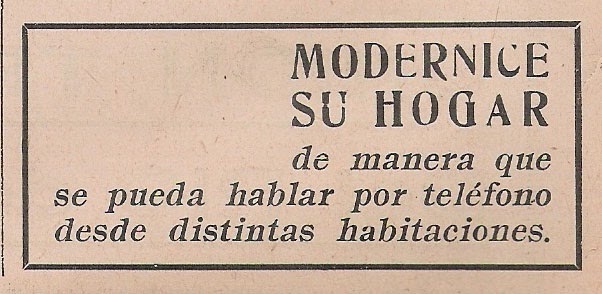 MODERNICE
SU HOGAR
de manera que
se pueda hablar por teléfono
desde distintas habitaciones.